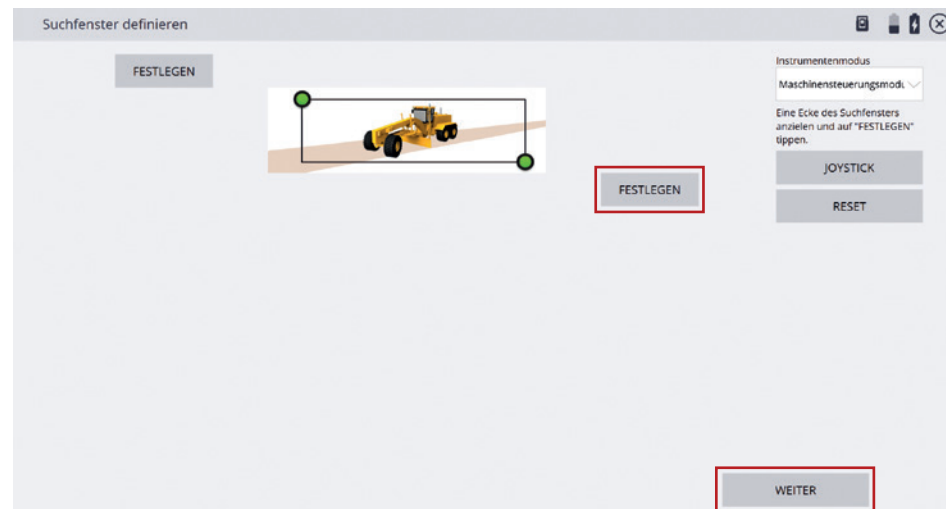 Suchfenster definieren
FESTLEGEN
Instrumentenmodus
Maschinensteuerungsmodu
Eine Ecke des Suchfensters
anzielen und auf "FESTLEGEN"
tippen.
JOYSTICK
FESTLEGEN
RESET
WEITER